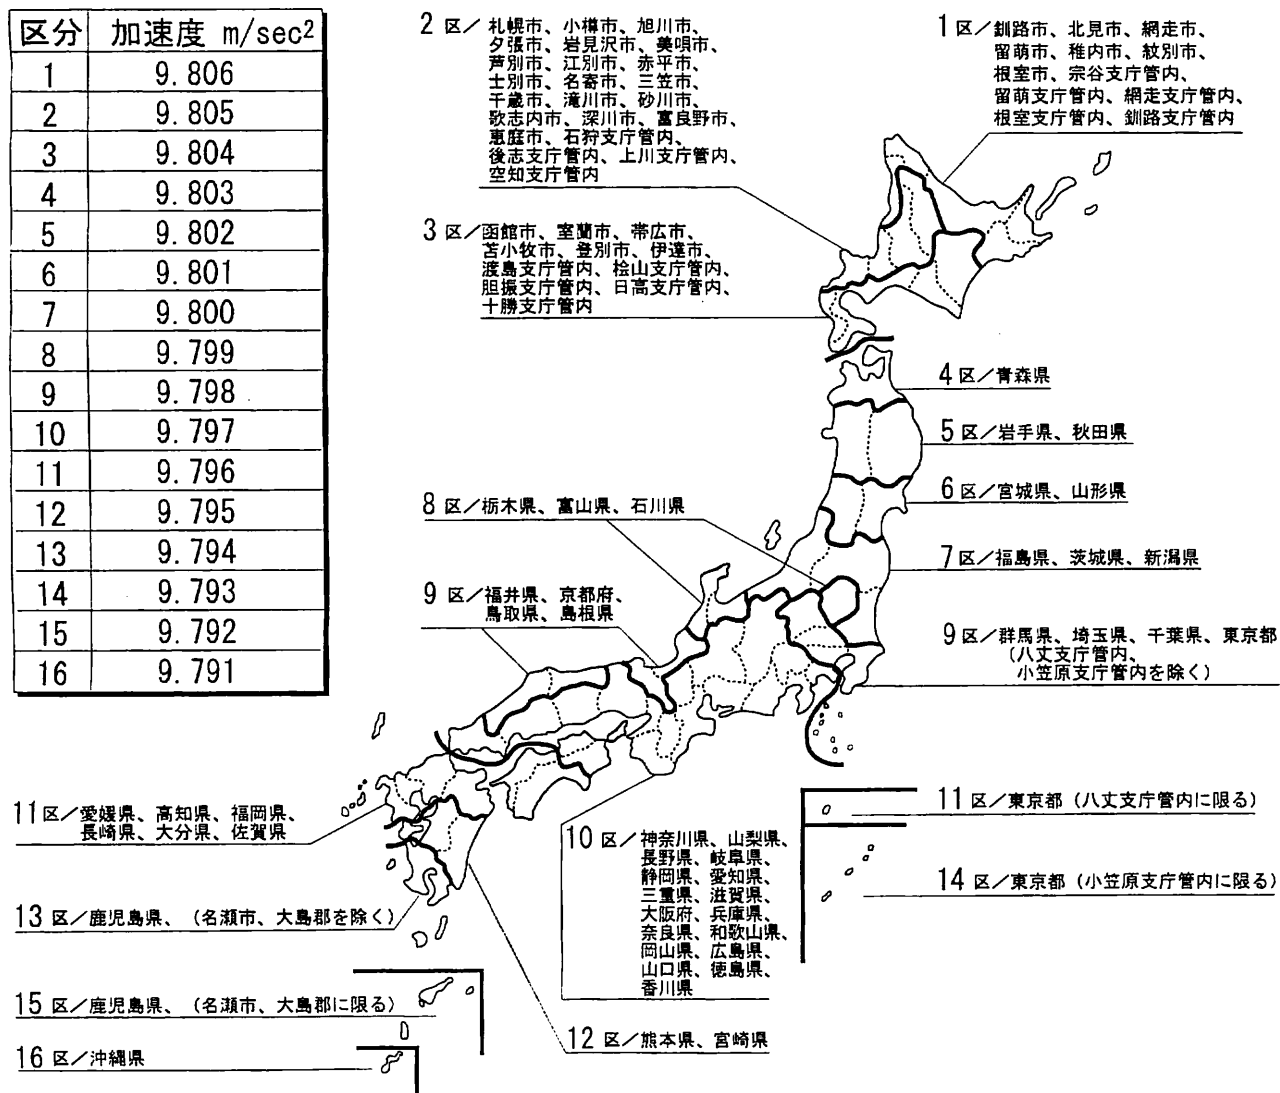 区分 加速度 m/sec²
1 9.806
2 9.805
3 9.804
4 9.803
5 9.802
6 9.801
7 9.800
8 9.799
9 9.798
10 9.797
11 9.796
12 9.795
13 9.794
14 9.793
15 9.792
16 9.791
2 区／札幌市、小樽市、旭川市、
夕張市、岩見沢市、美唄市、
芦別市、江別市、赤平市、
士別市、名寄市、三笠市、
千歳市、滝川市、砂川市、
歌志内市、深川市、富良野市、
恵庭市、石狩支庁管内、
後志支庁管内、上川支庁管内、
空知支庁管内
1 区／釧路市、北見市、網走市、
留萌市、稚内市、紋別市、
根室市、宗谷支庁管内、
留萌支庁管内、網走支庁管内、
根室支庁管内、釧路支庁管内
3 区／函館市、室蘭市、帯広市、
苫小牧市、登別市、伊達市、
渡島支庁管内、桧山支庁管内、
胆振支庁管内、日高支庁管内、
十勝支庁管内
4 区／青森県
5 区／岩手県、秋田県
6 区／宮城県、山形県
8 区／栃木県、富山県、石川県
7 区／福島県、茨城県、新潟県
9 区／福井県、京都府、
鳥取県、島根県
9 区／群馬県、埼玉県、千葉県、東京都
（八丈支庁管内、
小笠原支庁管内を除く）
11 区／愛媛県、高知県、福岡県、
長崎県、大分県、佐賀県
11 区／東京都（八丈支庁管内に限る）
10 区／神奈川県、山梨県、
長野県、岐阜県、
静岡県、愛知県、
三重県、滋賀県、
大阪府、兵庫県、
奈良県、和歌山県、
岡山県、広島県、
山口県、徳島県、
香川県
14 区／東京都（小笠原支庁管内に限る）
13 区／鹿児島県、（名瀬市、大島郡を除く）
15 区／鹿児島県、（名瀬市、大島郡に限る）
12 区／熊本県、宮崎県
16 区／沖縄県